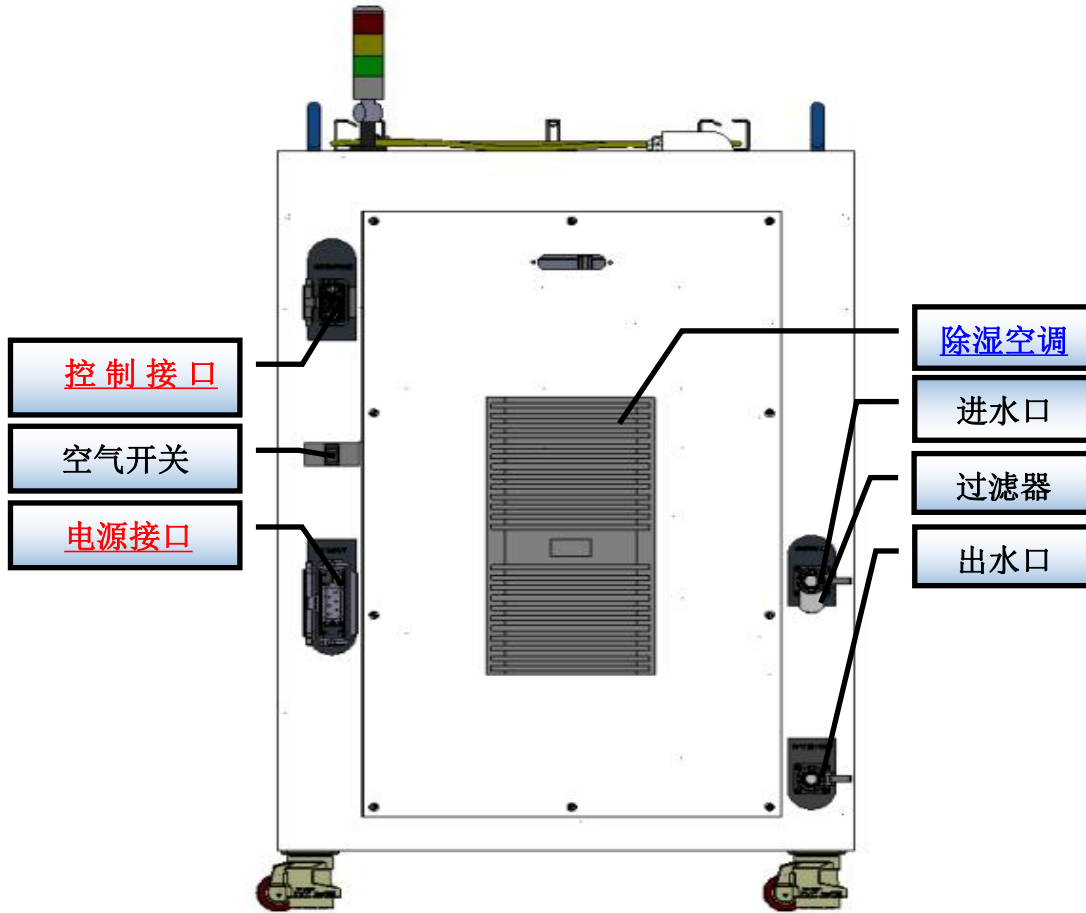 控制接口
空气开关
电源接口
除湿空调
进水口
过滤器
出水口